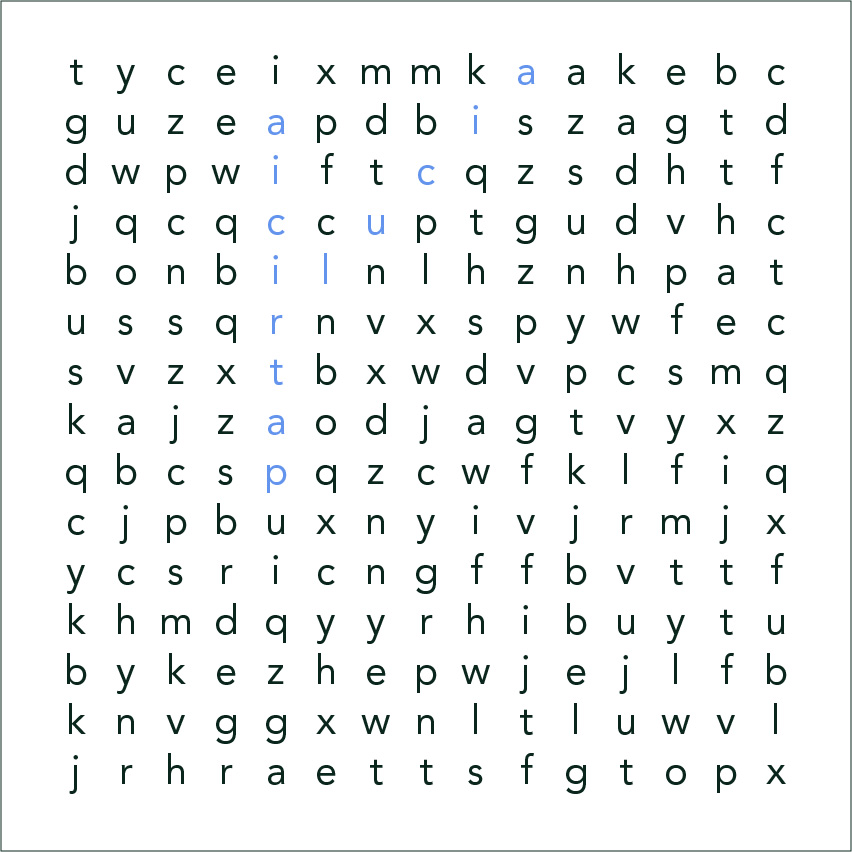 t y c e i x m m k a a k e b c
g u z e a p d b i s z a g t d
d w p w i f t c q z s d h t f
j q c q c c u p t g u d v h c
b o n b i l n l h z n h p a t
u s s q r n v x s p y w f e c
s v z x t b x w d v p c s m q
k a j z a o d j a g t v y x z
q b c s p q z c w f k l f i q
c j p b u x n y i v j r m j x
y c s r i c n g f f b v t t f
k h m d q y y r h i b u y t u
b y k e z h e p w j e j l f b
k n v g g x w n l t l u w v l
j r h r a e t t s f g t o p x